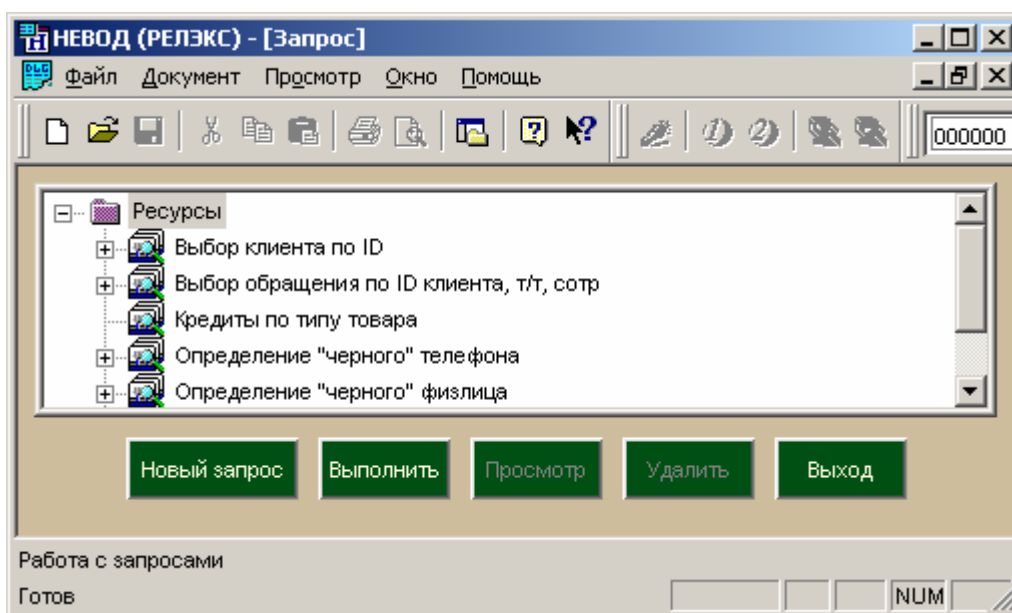 НЕВОД (РЕЛЭКС) - [Запрос]
Файл Документ Просмотр Окно Помощь
000000
Ресурсы
Выбор клиента по ID
Выбор обращения по ID клиента, т/т, сотр
Кредиты по типу товара
Определение "черного" телефона
Определение "черного" физлица
Новый запрос Выполнить Просмотр Удалить Выход
Работа с запросами
Готов NUM